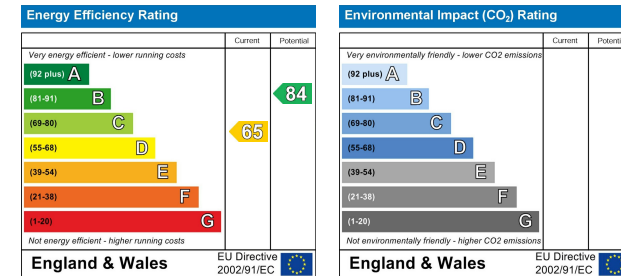 Energy Efficiency Rating
Current Potential
Very energy efficient - lower running costs
(92 plus) A
(81-91) B
84
(69-80) C
65
(55-68) D
(39-54) E
(21-38) F
(1-20) G
Not energy efficient - higher running costs
England & Wales
EU Directive
2002/91/EC
Environmental Impact (CO₂) Rating
Current Potenti
Very environmentally friendly - lower CO2 emissions
(92 plus) A
(81-91) B
(69-80) C
(55-68) D
(39-54) E
(21-38) F
(1-20) G
Not environmentally friendly - higher CO2 emissions
England & Wales
EU Directive
2002/91/EC